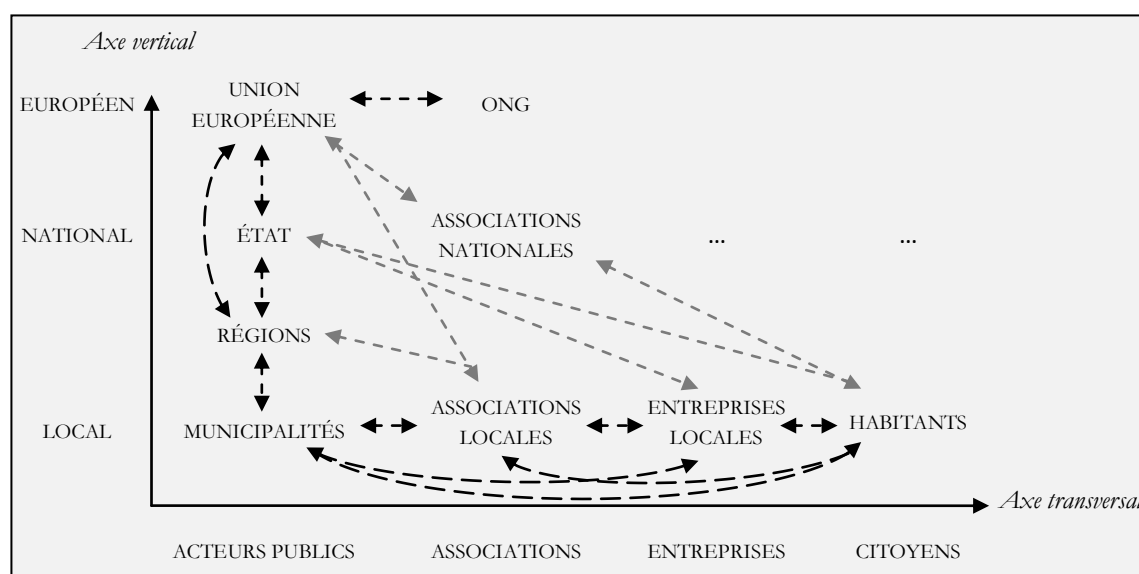 Axe vertical
UNION
EUROPÉENNE
EUROPÉEN
ONG
ASSOCIATIONS
NATIONALES
NATIONAL
ÉTAT
...
...
RÉGIONS
ASSOCIATIONS
LOCALES
ENTREPRISES
LOCALES
HABITANTS
LOCAL
MUNICIPALITÉS
Axe transversal
ACTEURS PUBLICS
ASSOCIATIONS
ENTREPRISES
CITOYENS